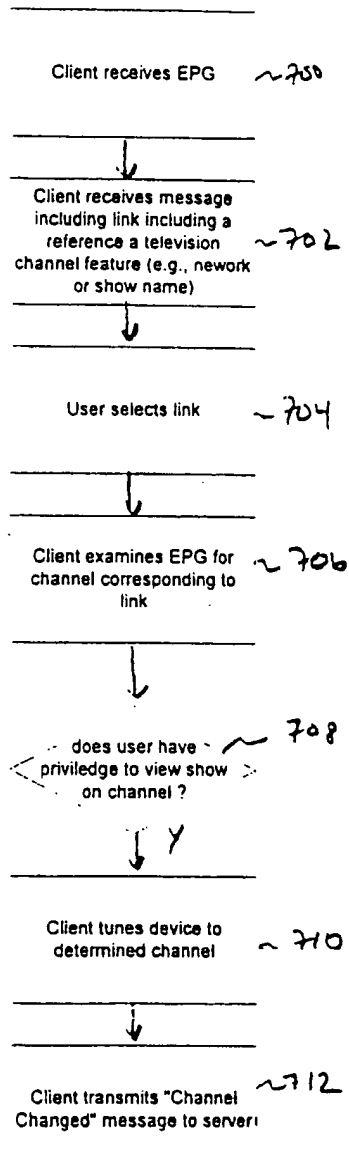 Client receives EPG ~700
Client receives message
including link including a
reference a television ~702
channel feature (e.g., nework
or show name)
User selects link ~704
Client examines EPG for ~706
channel corresponding to
link
does user have 708
priviledge to view show
on channel ?
Y
Client tunes device to
determined channel ~710
Client transmits "Channel ~712
Changed" message to server